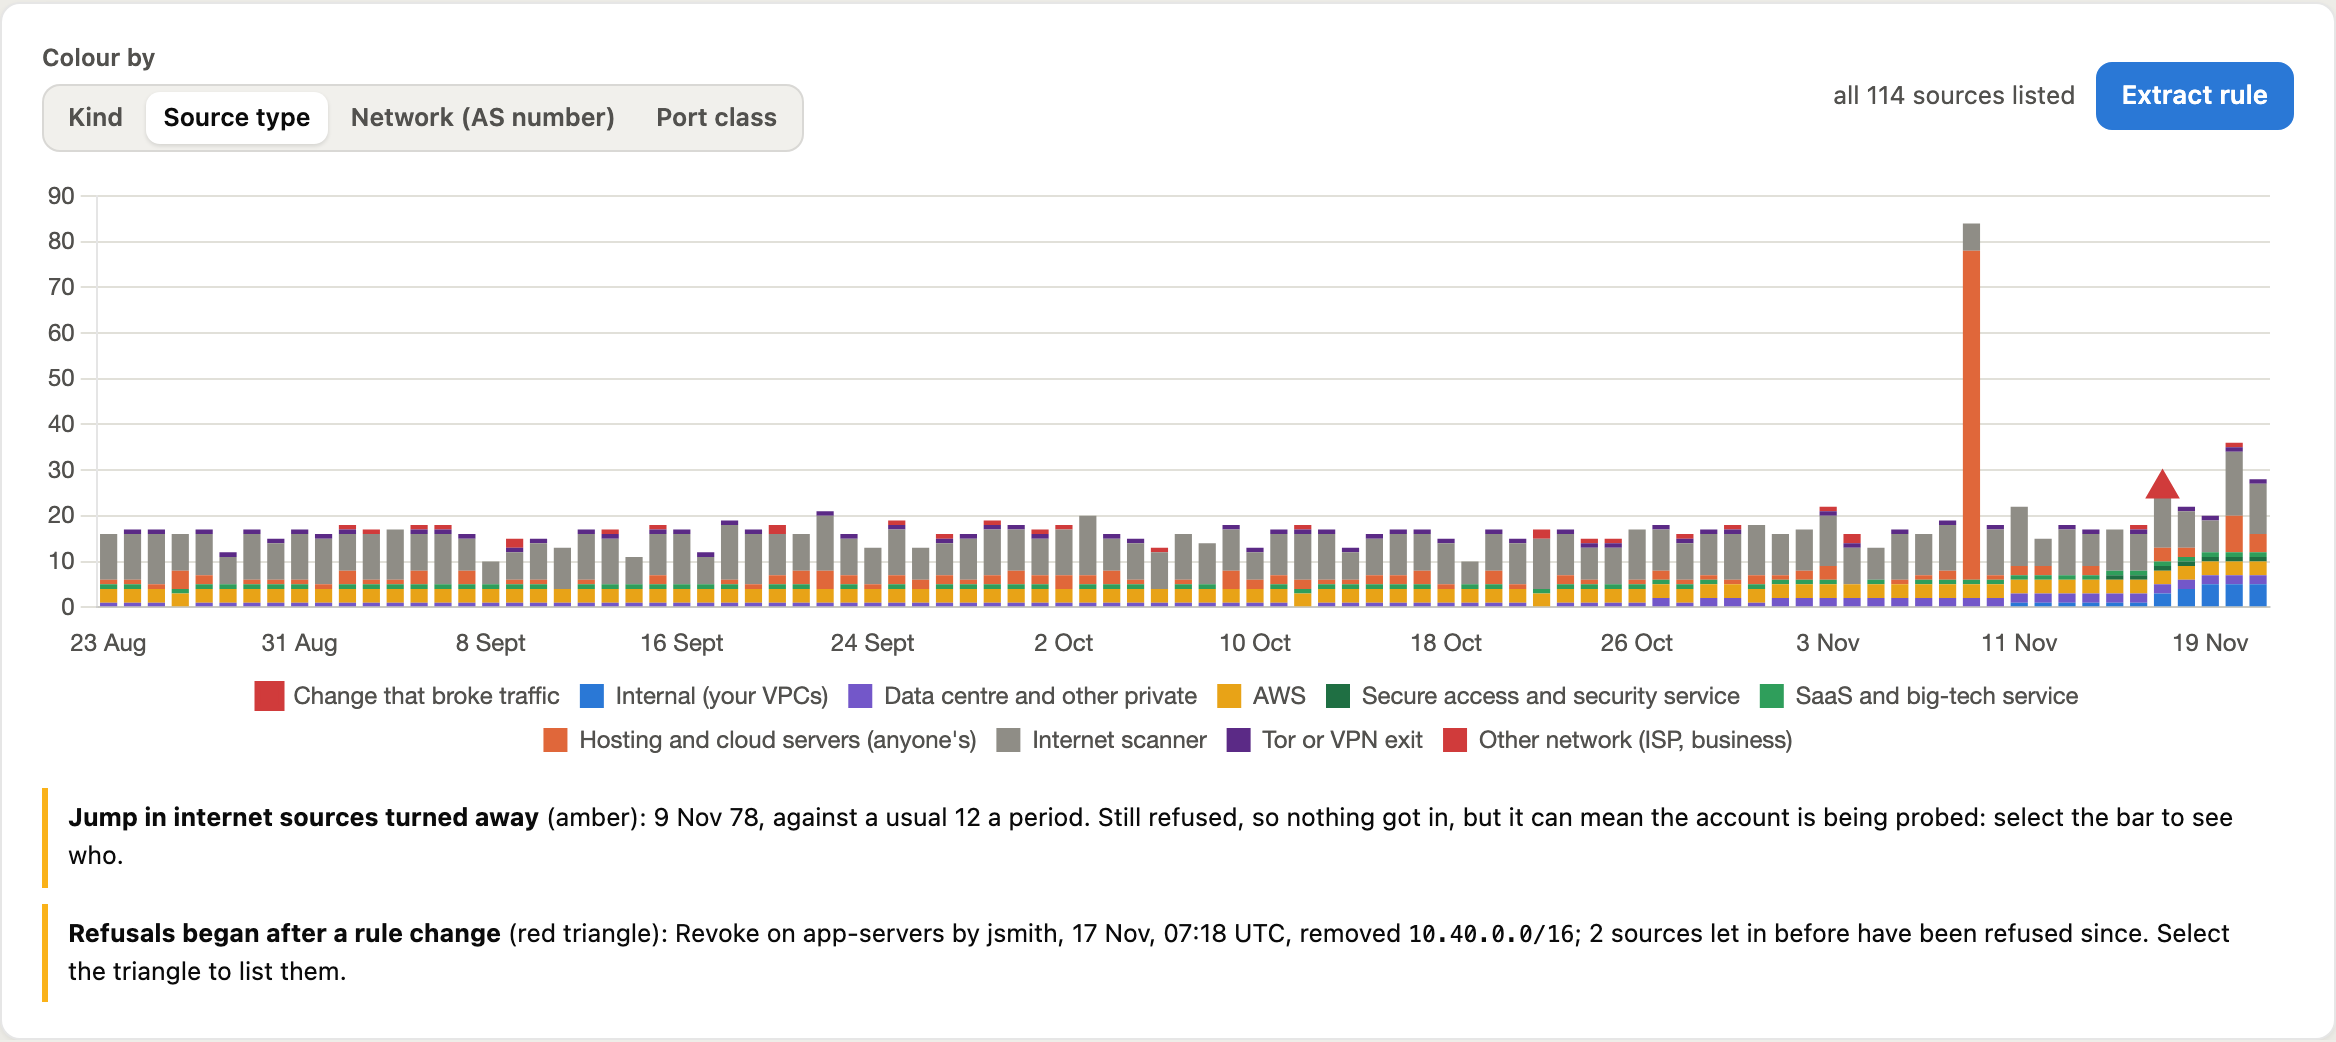 Colour by
Kind Source type Network (AS number) Port class
all 114 sources listed Extract rule
90
80
70
60
50
40
30
20
10
0
23 Aug 31 Aug 8 Sept 16 Sept 24 Sept 2 Oct 10 Oct 18 Oct 26 Oct 3 Nov 11 Nov 19 Nov
Change that broke traffic Internal (your VPCs) Data centre and other private AWS Secure access and security service SaaS and big-tech service
Hosting and cloud servers (anyone's) Internet scanner Tor or VPN exit Other network (ISP, business)
Jump in internet sources turned away (amber): 9 Nov 78, against a usual 12 a period. Still refused, so nothing got in, but it can mean the account is being probed: select the bar to see
who.
Refusals began after a rule change (red triangle): Revoke on app-servers by jsmith, 17 Nov, 07:18 UTC, removed 10.40.0.0/16; 2 sources let in before have been refused since. Select
the triangle to list them.